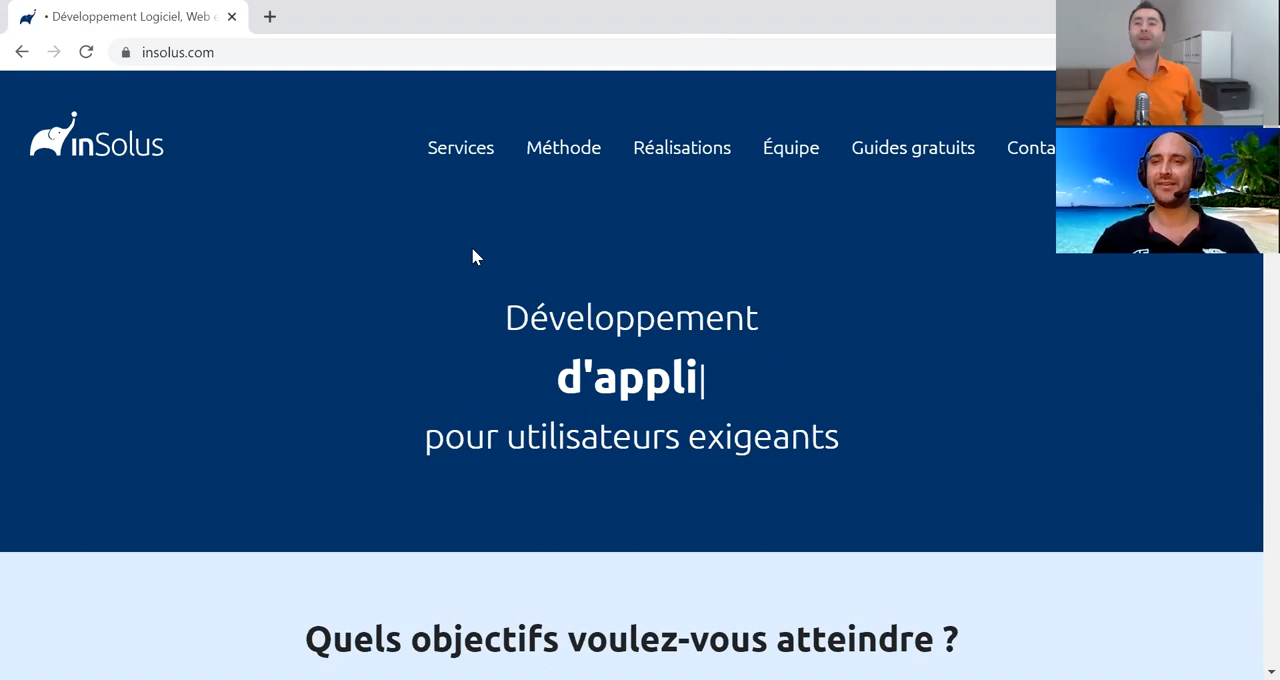 • Développement Logiciel, Web
insolus.com
inSolus
Services Méthode Réalisations Équipe Guides gratuits Conta
Développement
d'appli|
pour utilisateurs exigeants
Quels objectifs voulez-vous atteindre ?